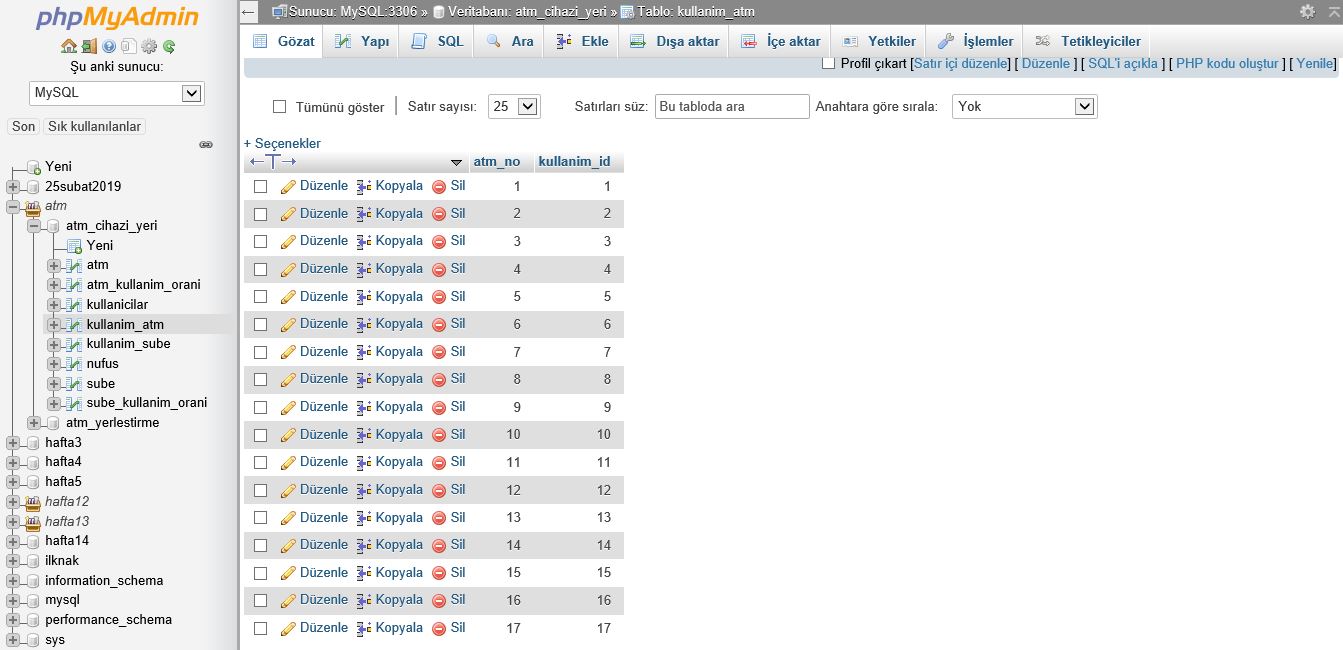 phpMyAdmin
Şu anki sunucu:
MySQL
Son Sık kullanılanlar
Yeni
25subat2019
atm
atm_cihazi_yeri
Yeni
atm
atm_kullanim_orani
kullanicilar
kullanim_atm
kullanim_sube
nufus
sube
sube_kullanim_orani
atm_yerlestirme
hafta3
hafta4
hafta5
hafta12
hafta13
hafta14
ilknak
information_schema
mysql
performance_schema
sys
Sunucu: MySQL:3306 » Veritabanı: atm_cihazi_yeri » Tablo: kullanim_atm
Gözat Yapı SQL Ara Ekle Dışa aktar İçe aktar Yetkiler İşlemler Tetikleyiciler
Profil çıkart [Satır içi düzenle] [ Düzenle ] [ SQL'i açıkla ] [ PHP kodu oluştur ] [ Yenile]
Tümünü göster Satır sayısı: 25 Satırları süz: Bu tabloda ara Anahtara göre sırala: Yok
+ Seçenekler
←T→ atm_no kullanim_id
Düzenle Kopyala Sil 1 1
Düzenle Kopyala Sil 2 2
Düzenle Kopyala Sil 3 3
Düzenle Kopyala Sil 4 4
Düzenle Kopyala Sil 5 5
Düzenle Kopyala Sil 6 6
Düzenle Kopyala Sil 7 7
Düzenle Kopyala Sil 8 8
Düzenle Kopyala Sil 9 9
Düzenle Kopyala Sil 10 10
Düzenle Kopyala Sil 11 11
Düzenle Kopyala Sil 12 12
Düzenle Kopyala Sil 13 13
Düzenle Kopyala Sil 14 14
Düzenle Kopyala Sil 15 15
Düzenle Kopyala Sil 16 16
Düzenle Kopyala Sil 17 17